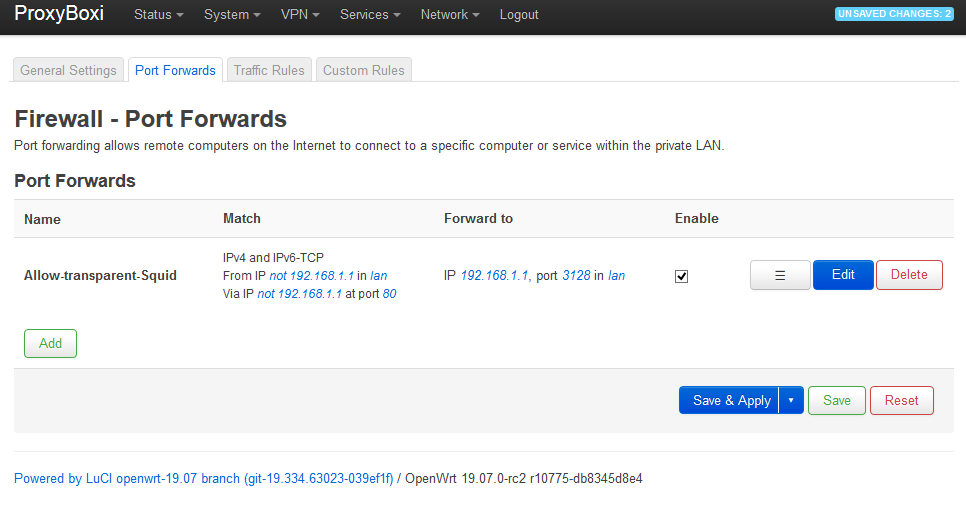 ProxyBoxi Status System VPN Services Network Logout UNSAVED CHANGES: 2
General Settings Port Forwards Traffic Rules Custom Rules
Firewall - Port Forwards
Port forwarding allows remote computers on the Internet to connect to a specific computer or service within the private LAN.
Port Forwards
Name Match Forward to Enable
IPv4 and IPv6-TCP
Allow-transparent-Squid From IP not 192.168.1.1 in lan IP 192.168.1.1, port 3128 in lan ☰ Edit Delete
Via IP not 192.168.1.1 at port 80
Add
Save & Apply Save Reset
Powered by LuCI openwrt-19.07 branch (git-19.334.63023-039ef1f) / OpenWrt 19.07.0-rc2 r10775-db8345d8e4